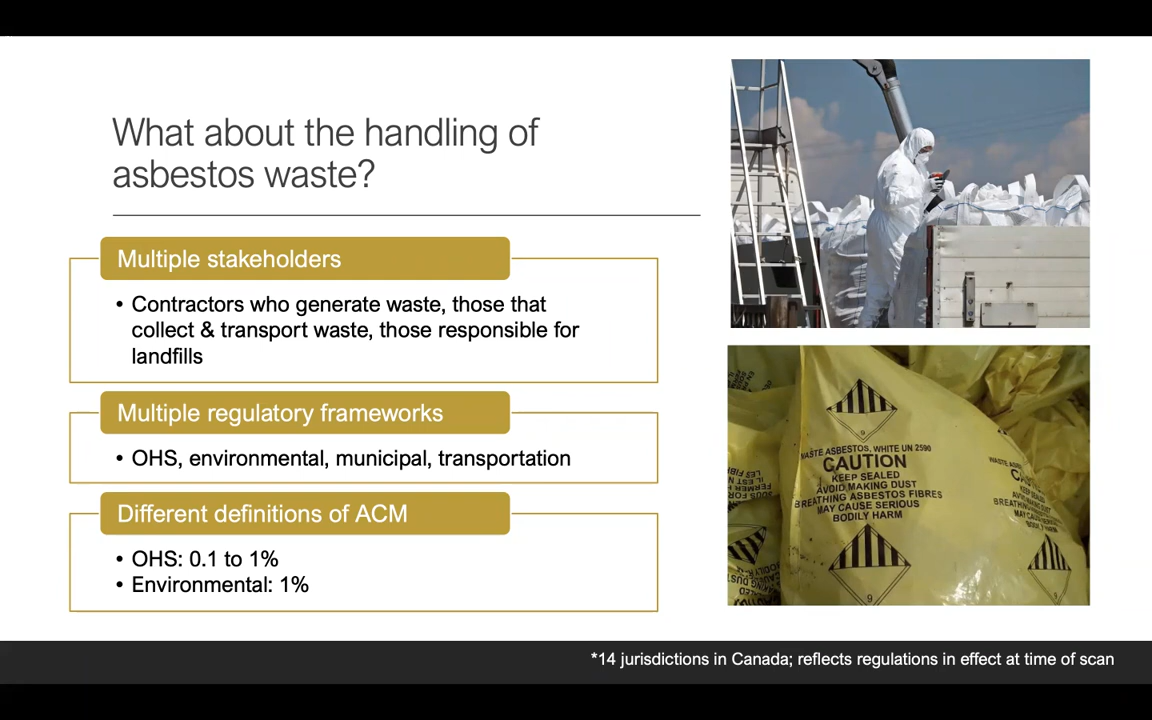 What about the handling of
asbestos waste?
Multiple stakeholders
• Contractors who generate waste, those that
collect & transport waste, those responsible for
landfills
Multiple regulatory frameworks
• OHS, environmental, municipal, transportation
Different definitions of ACM
• OHS: 0.1 to 1%
• Environmental: 1%
9
WASTE ASBESTOS, WHITE UN 2590
CAUTION
KEEP SEALED
AVOID MAKING DUST
BREATHING ASBESTOS FIBRES
MAY CAUSE SERIOUS
BODILY HARM
9
9
*14 jurisdictions in Canada; reflects regulations in effect at time of scan